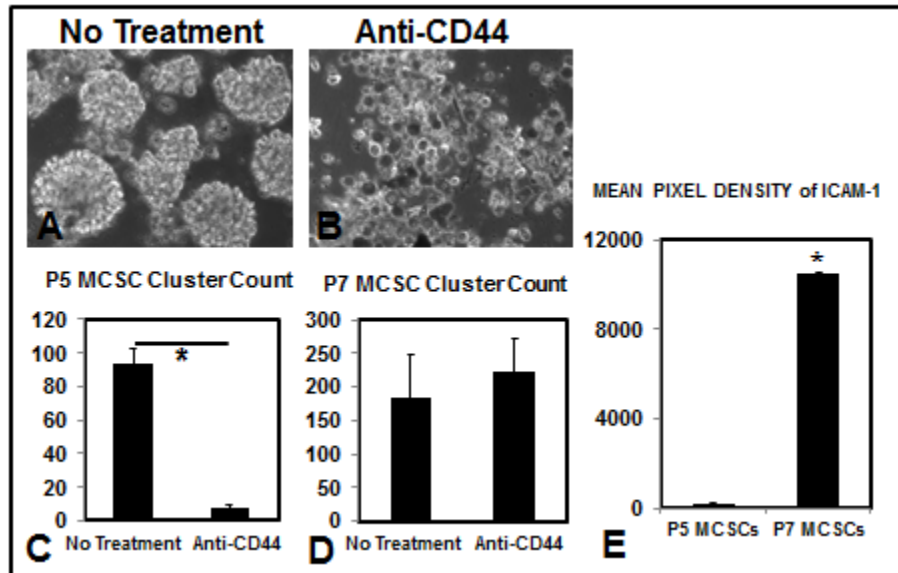 No Treatment
Anti-CD44
A
B
P5 MCSC Cluster Count
120
100
80
60
40
20
0
*
No Treatment
Anti-CD44
C
P7 MCSC Cluster Count
300
250
200
150
100
50
0
No Treatment
Anti-CD44
D
MEAN PIXEL DENSITY of ICAM-1
12000
8000
4000
0
*
P5 MCSCs
P7 MCSCs
E